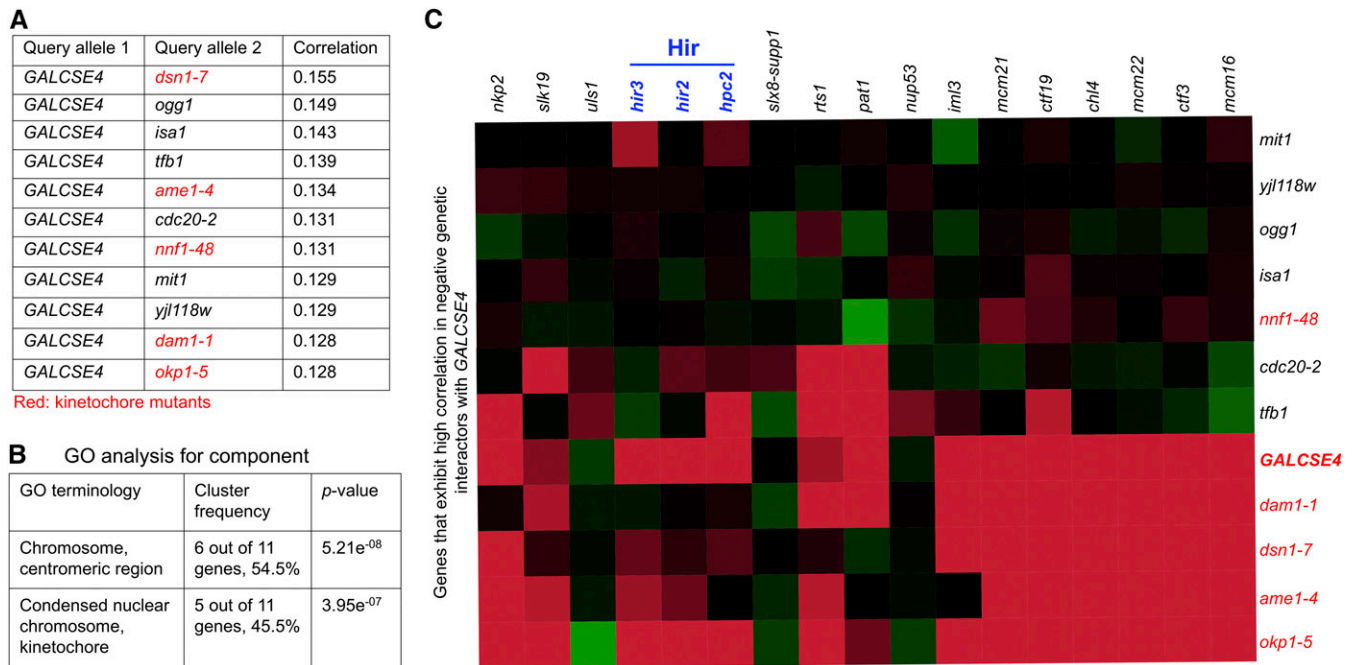 A
Query allele 1 Query allele 2 Correlation
GALCSE4 dsn1-7 0.155
GALCSE4 ogg1 0.149
GALCSE4 isa1 0.143
GALCSE4 tfb1 0.139
GALCSE4 ame1-4 0.134
GALCSE4 cdc20-2 0.131
GALCSE4 nnf1-48 0.131
GALCSE4 mit1 0.129
GALCSE4 yjl118w 0.129
GALCSE4 dam1-1 0.128
GALCSE4 okp1-5 0.128
Red: kinetochore mutants
B GO analysis for component
GO terminology Cluster frequency p-value
Chromosome, centromeric region 6 out of 11 genes, 54.5% 5.21e-08
Condensed nuclear chromosome, kinetochore 5 out of 11 genes, 45.5% 3.95e-07
C
Hir
nkp2 slk19 uls1 hir3 hir2 hpc2 slx8-supp1 rts1 pat1 nup53 iml3 mcm21 ctf19 chl4 mcm22 ctf3 mcm16
Genes that exhibit high correlation in negative genetic
interactors with GALCSE4
mit1
yjl118w
ogg1
isa1
nnf1-48
cdc20-2
tfb1
GALCSE4
dam1-1
dsn1-7
ame1-4
okp1-5